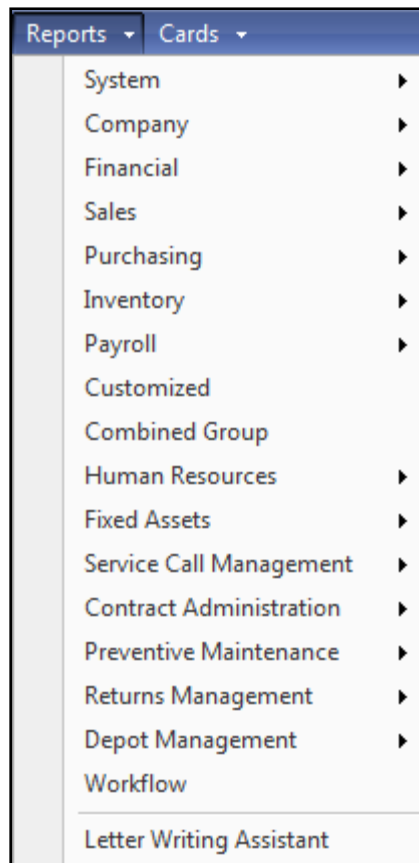 Reports Cards
System
Company
Financial
Sales
Purchasing
Inventory
Payroll
Customized
Combined Group
Human Resources
Fixed Assets
Service Call Management
Contract Administration
Preventive Maintenance
Returns Management
Depot Management
Workflow
Letter Writing Assistant